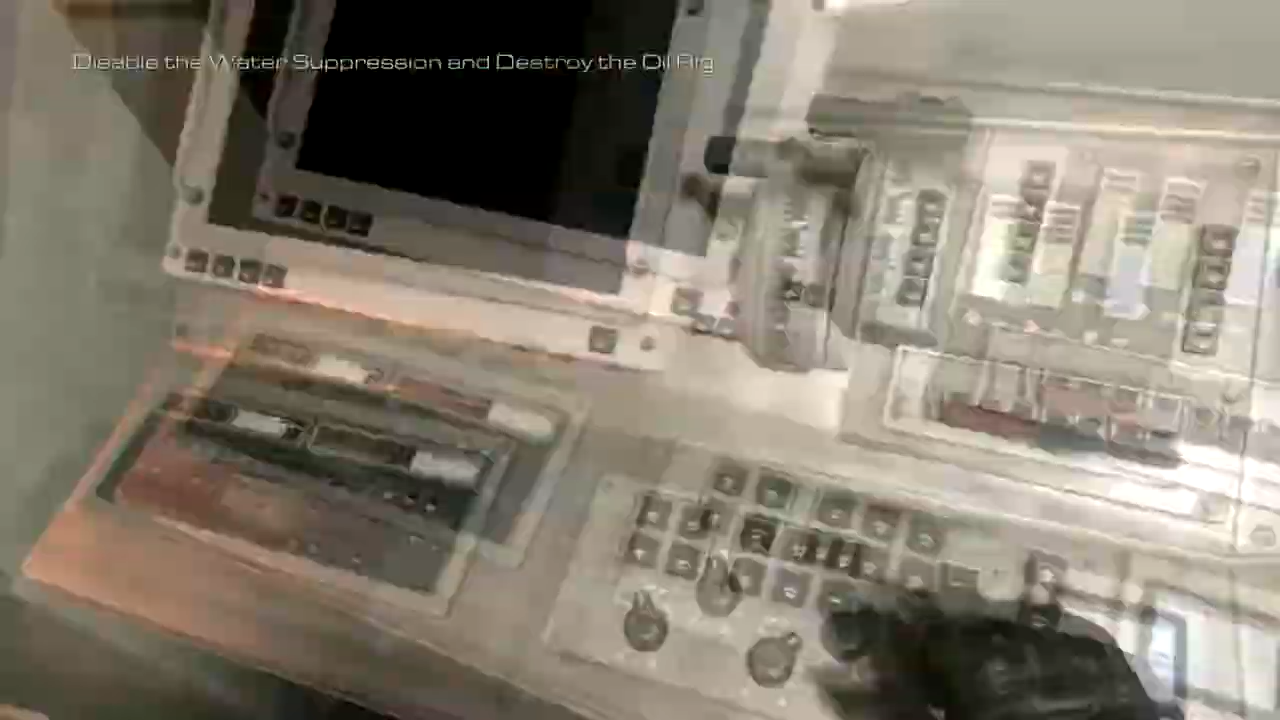 Disable the Water Suppression and Destroy the Oil Rig